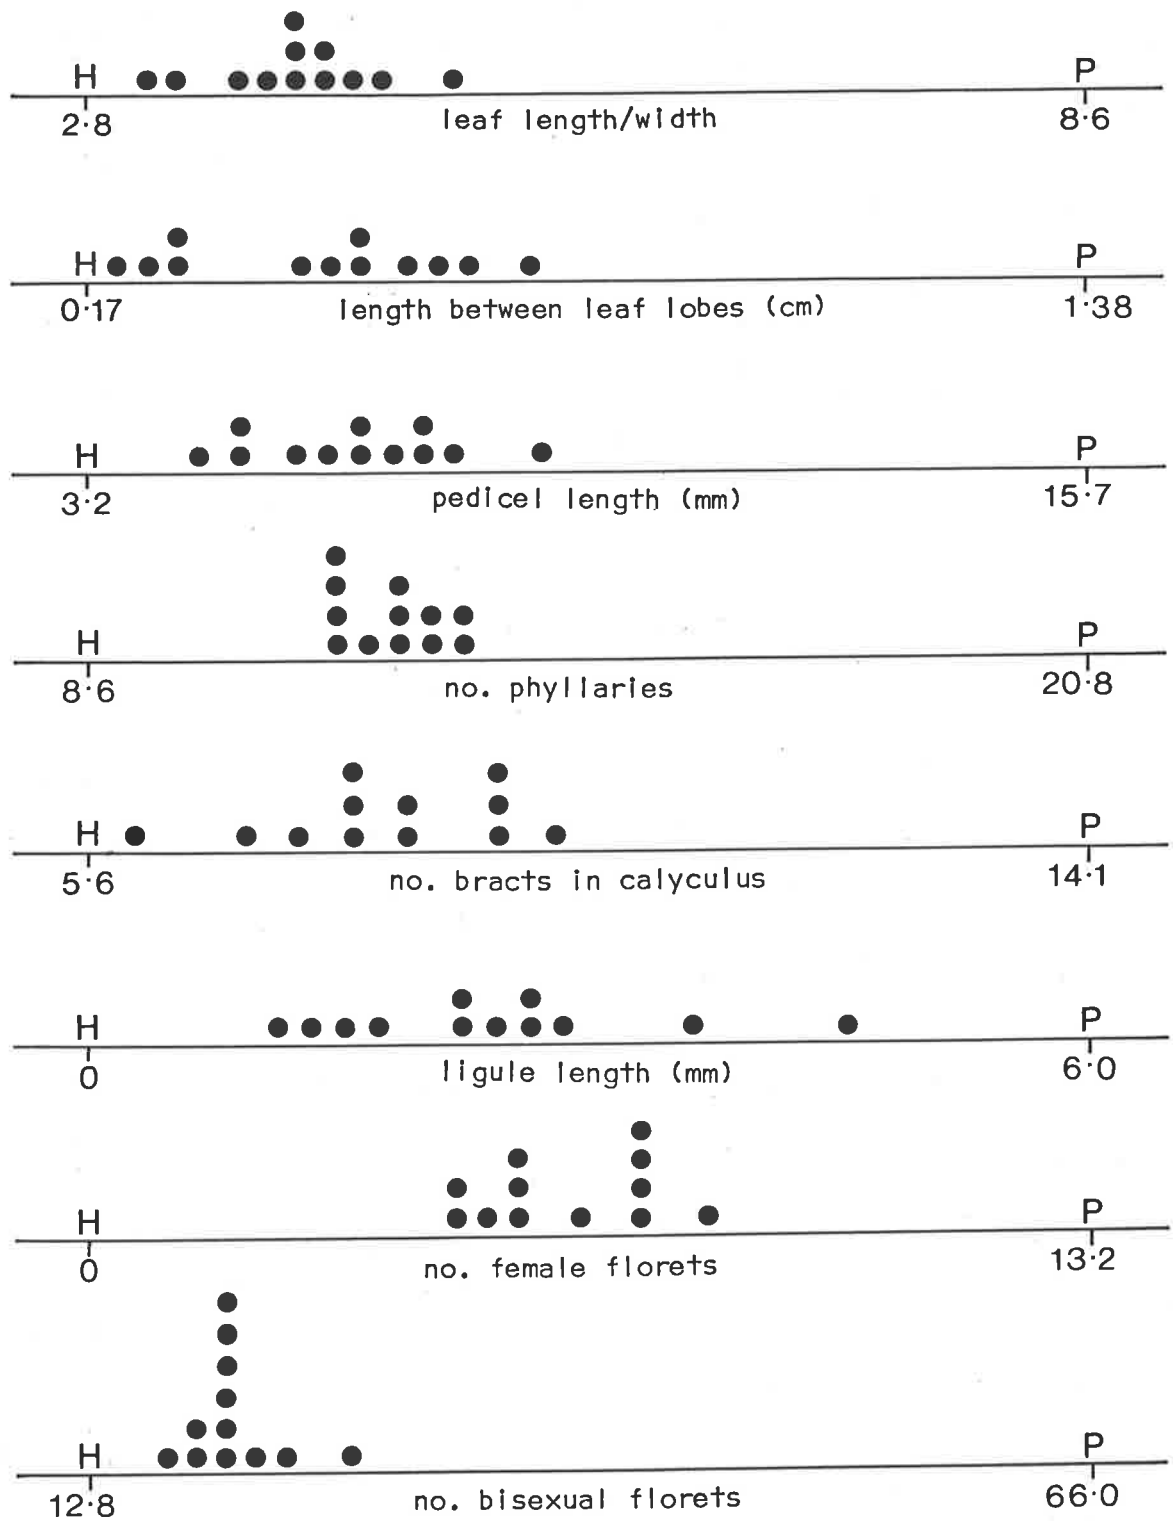 H P
2·8 leaf length/width 8·6
H P
0·17 length between leaf lobes (cm) 1·38
H P
3·2 pedicel length (mm) 15·7
H P
8·6 no. phyllaries 20·8
H P
5·6 no. bracts in calyculus 14·1
H P
0 ligule length (mm) 6·0
H P
0 no. female florets 13·2
H P
12·8 no. bisexual florets 66·0